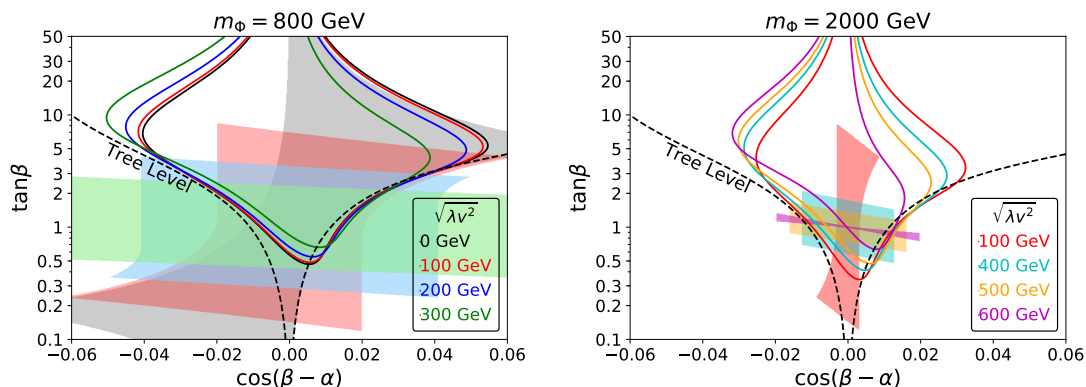 m_Φ = 800 GeV
50
20
10
5
4
3
2
1
0.5
0.3
0.2
0.1
tanβ
Tree Level
√λv²
0 GeV
100 GeV
200 GeV
300 GeV
−0.06 −0.04 −0.02 0.00 0.02 0.04 0.06
cos(β − α)
m_Φ = 2000 GeV
50
20
10
5
4
3
2
1
0.5
0.3
0.2
0.1
tanβ
Tree Level
√λv²
100 GeV
400 GeV
500 GeV
600 GeV
−0.06 −0.04 −0.02 0.00 0.02 0.04 0.06
cos(β − α)